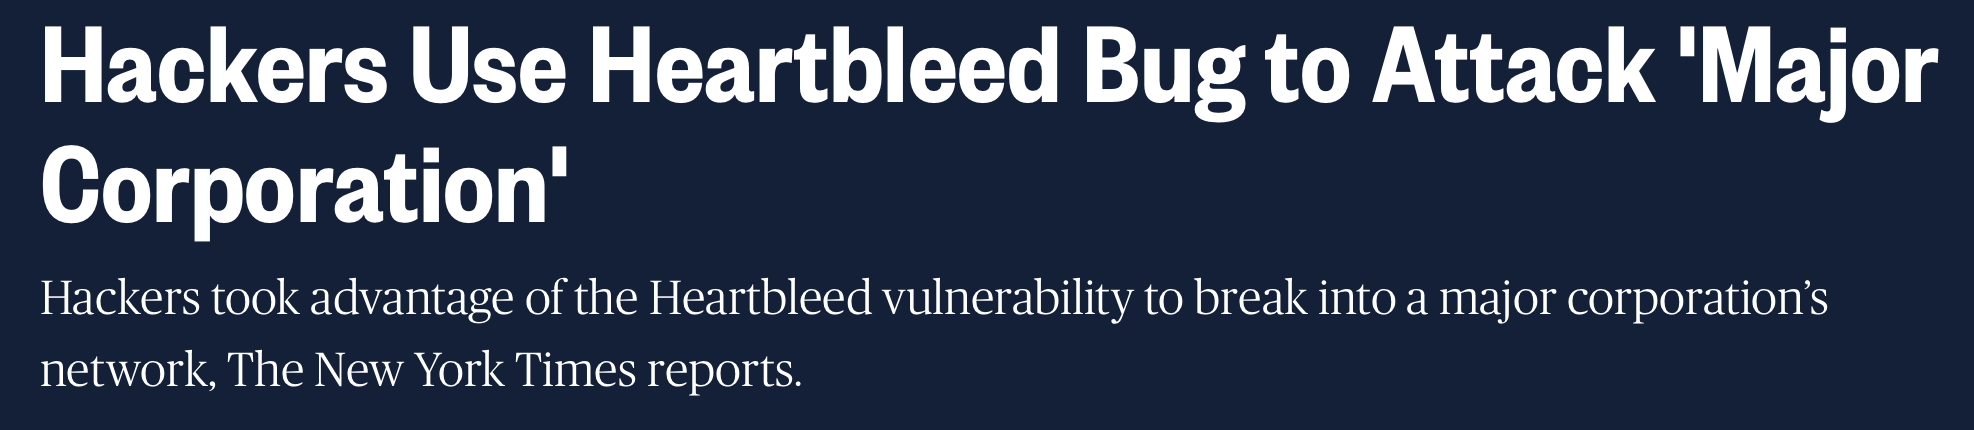 Hackers Use Heartbleed Bug to Attack 'Major
Corporation'
Hackers took advantage of the Heartbleed vulnerability to break into a major corporation’s
network, The New York Times reports.